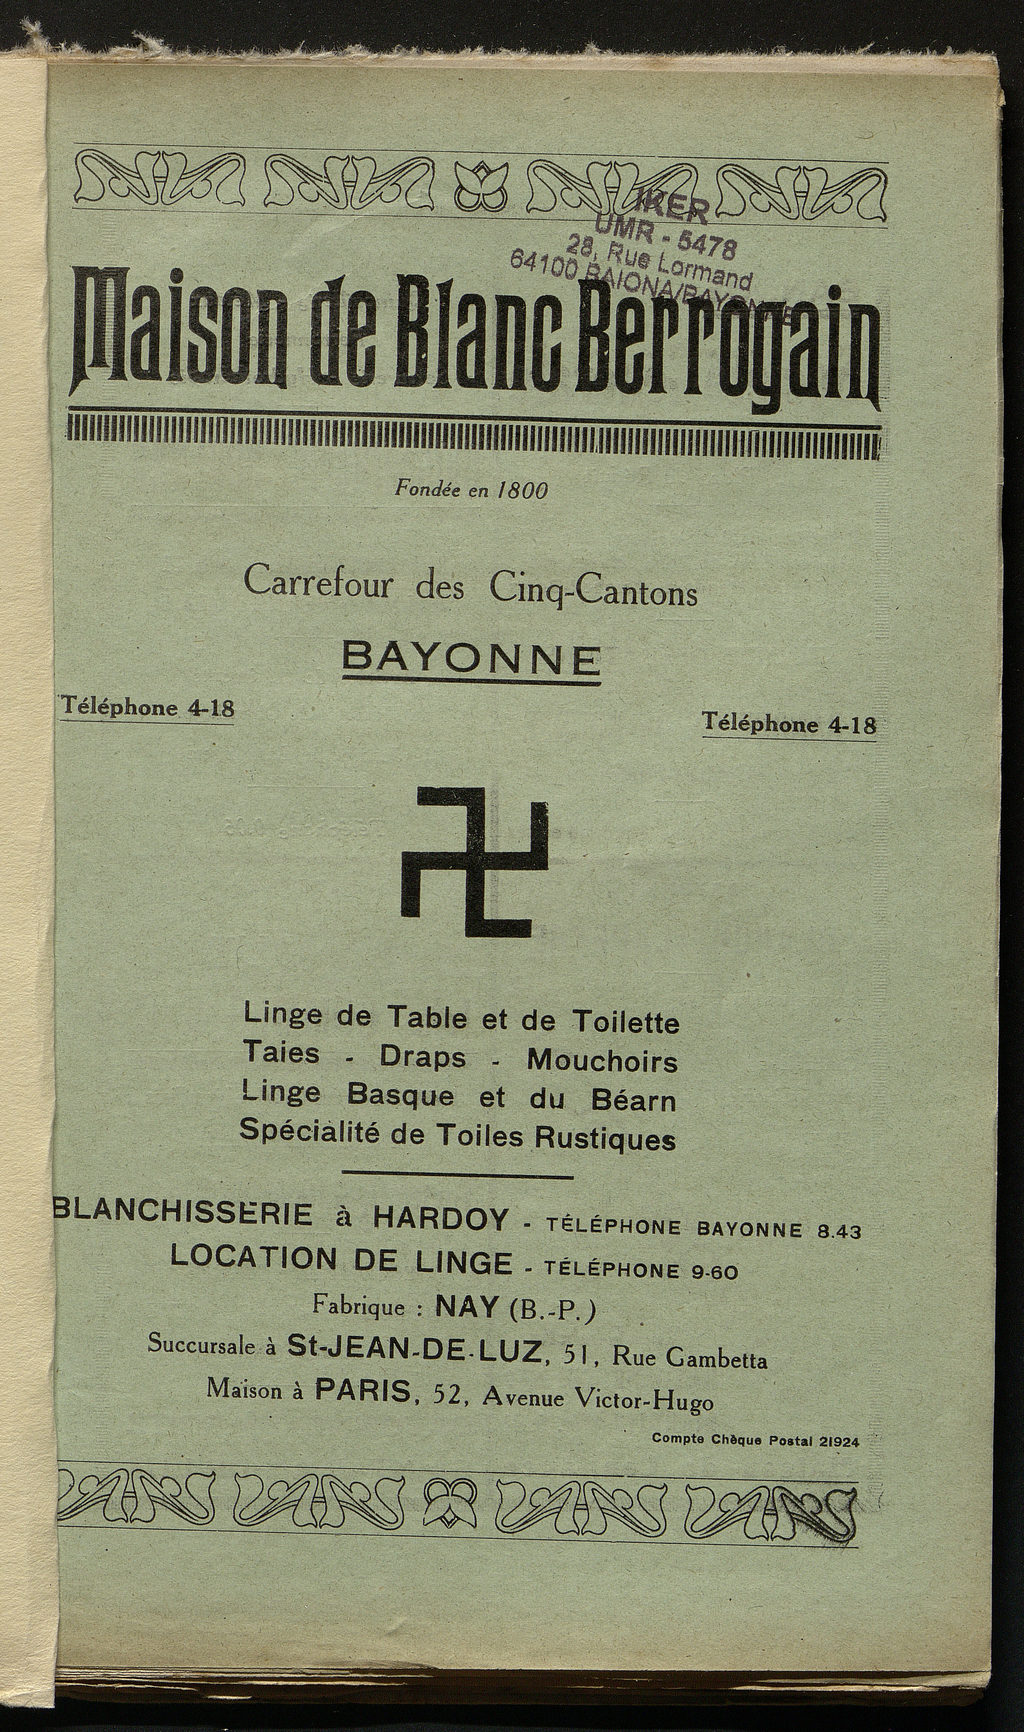 IKER
UMR - 5478
28, Rue Lormand
64100 BAIONA/BAYONNE
Maison de Blanc Berrogain
Fondée en 1800
Carrefour des Cinq-Cantons
BAYONNE
Téléphone 4-18 Téléphone 4-18
Linge de Table et de Toilette
Taies - Draps - Mouchoirs
Linge Basque et du Béarn
Spécialité de Toiles Rustiques
BLANCHISSERIE à HARDOY - TÉLÉPHONE BAYONNE 8.43
LOCATION DE LINGE - TÉLÉPHONE 9-60
Fabrique : NAY (B.-P.)
Succursale à St-JEAN-DE-LUZ, 51, Rue Gambetta
Maison à PARIS, 52, Avenue Victor-Hugo
Compte Chèque Postal 21924